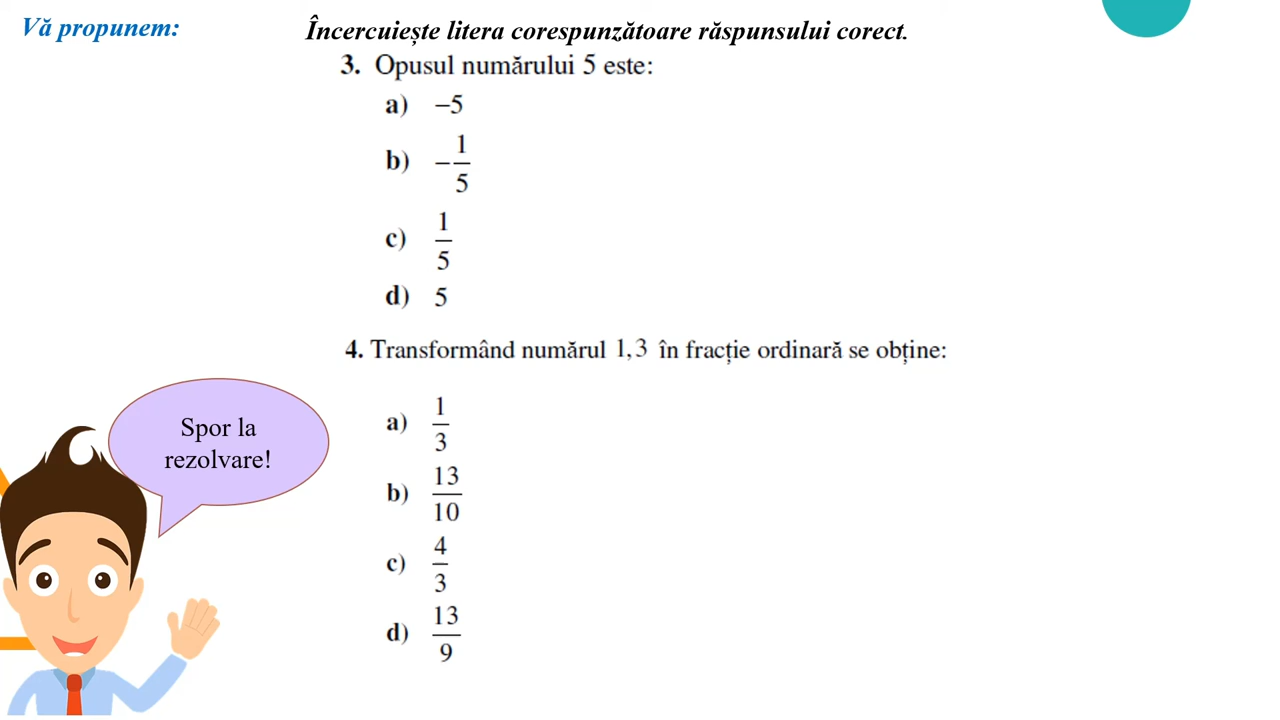 Vă propunem:
Încercuiește litera corespunzătoare răspunsului corect.
3. Opusul numărului 5 este:
a) −5
b) −1/5
c) 1/5
d) 5
4. Transformând numărul 1,3 în fracție ordinară se obține:
a) 1/3
b) 13/10
c) 4/3
d) 13/9
Spor la
rezolvare!